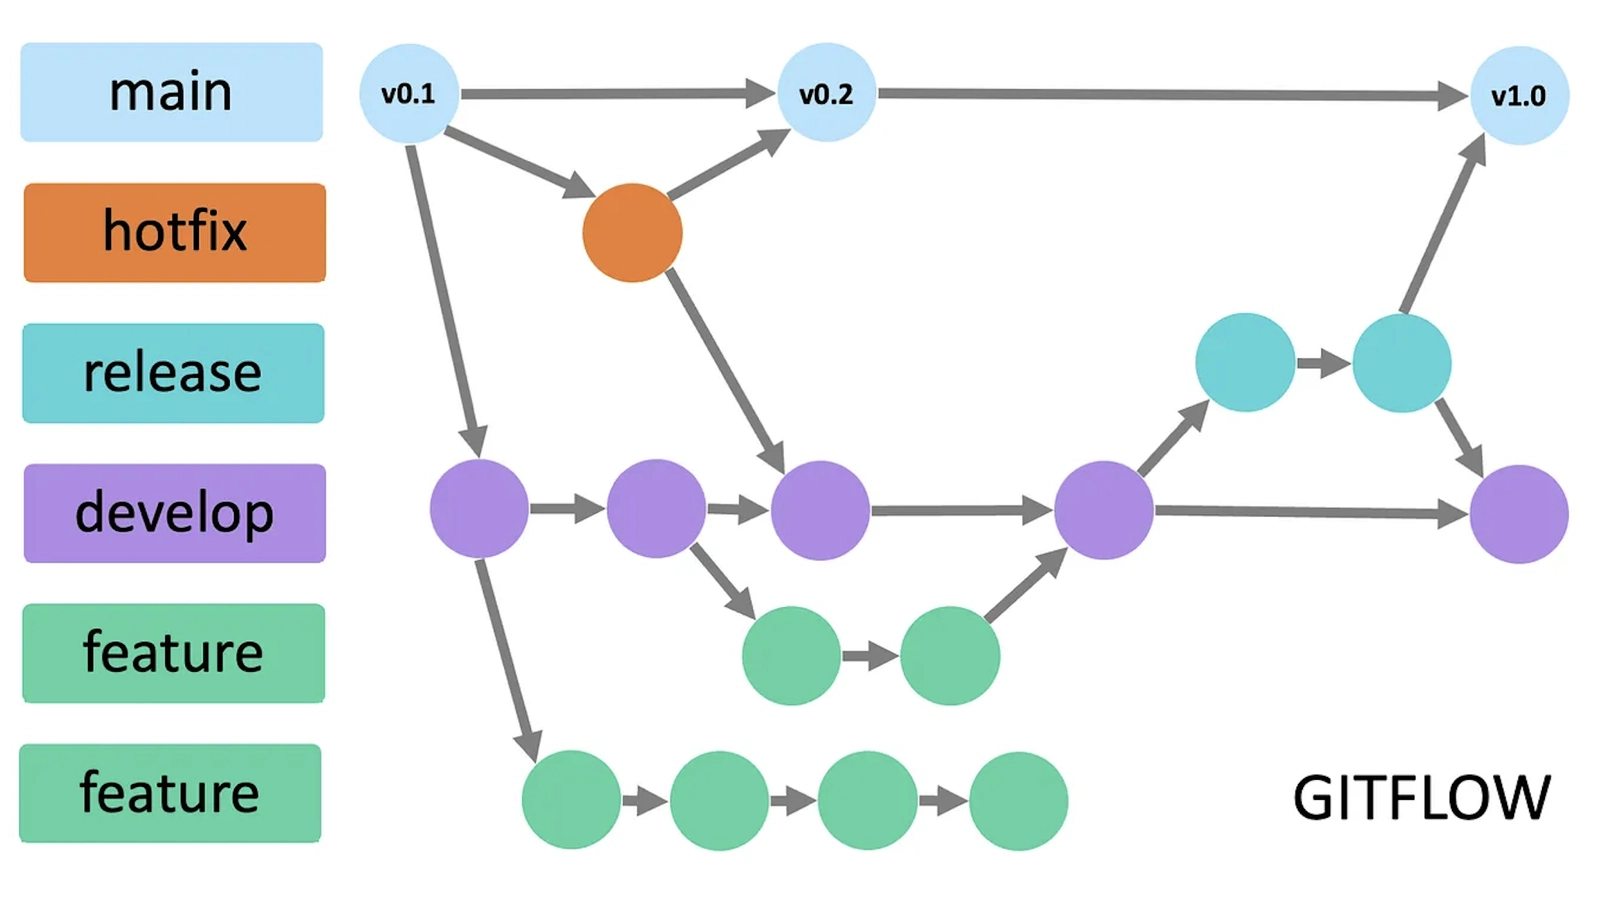 main
v0.1
v0.2
v1.0
hotfix
release
develop
feature
feature
GITFLOW